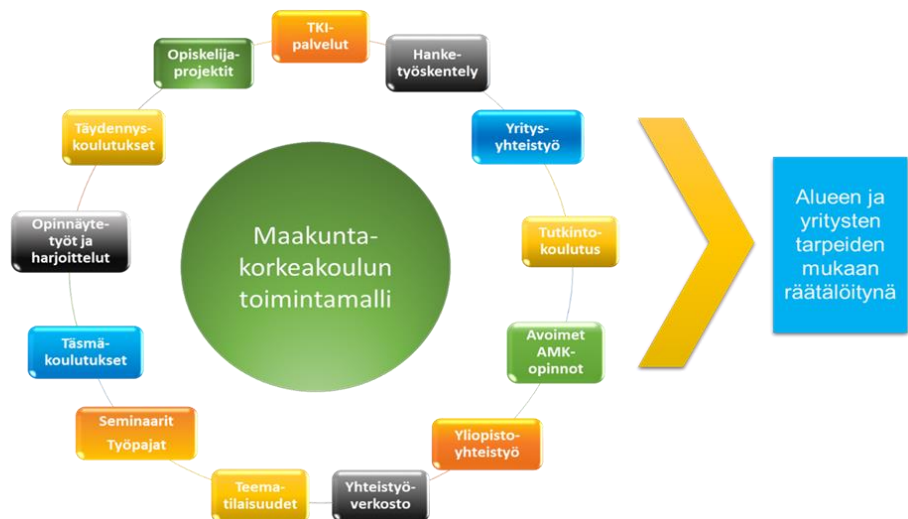 TKI-
palvelut
Hanke-
työskentely
Yritys-
yhteistyö
Tutkinto-
koulutus
Avoimet
AMK-
opinnot
Yliopisto-
yhteistyö
Yhteistyö-
verkosto
Teema-
tilaisuudet
Seminaarit
Työpajat
Täsmä-
koulutukset
Opinnäyte-
työt ja
harjoittelut
Täydennys-
koulutukset
Opiskelija-
projektit
Maakunta-
korkeakoulun
toimintamalli
Alueen ja
yritysten
tarpeiden
mukaan
räätälöitynä